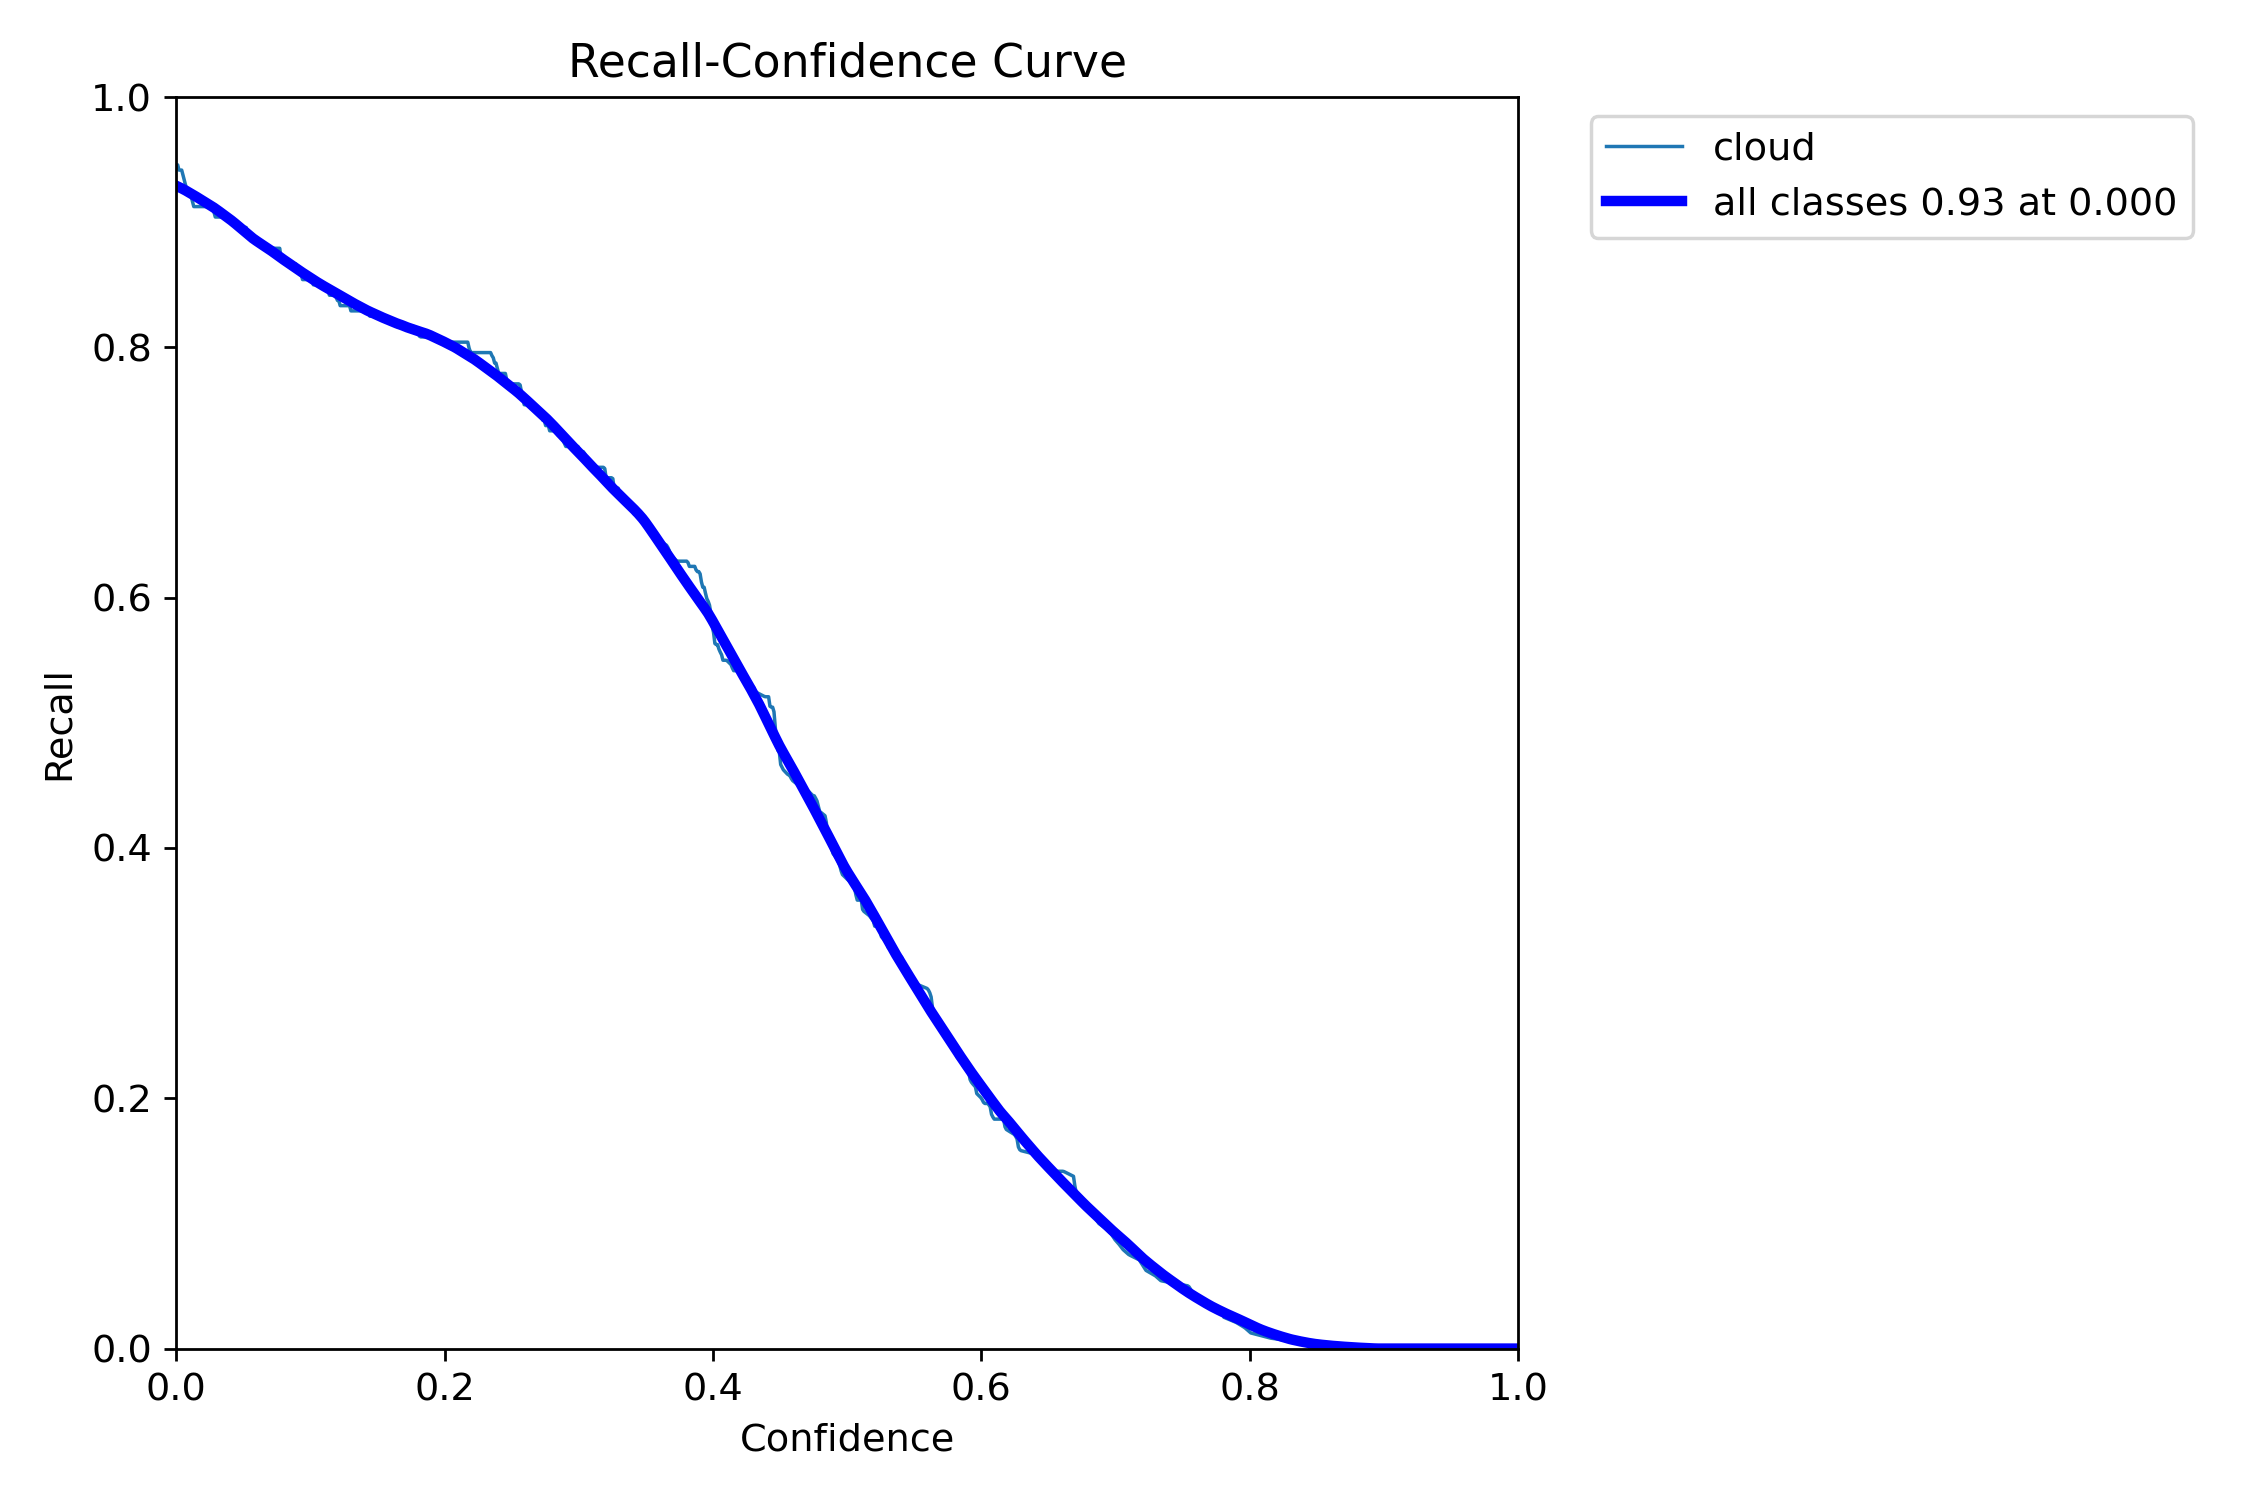 Recall-Confidence Curve
1.0
0.8
0.6
0.4
0.2
0.0
Recall
0.0 0.2 0.4 0.6 0.8 1.0
Confidence
cloud
all classes 0.93 at 0.000